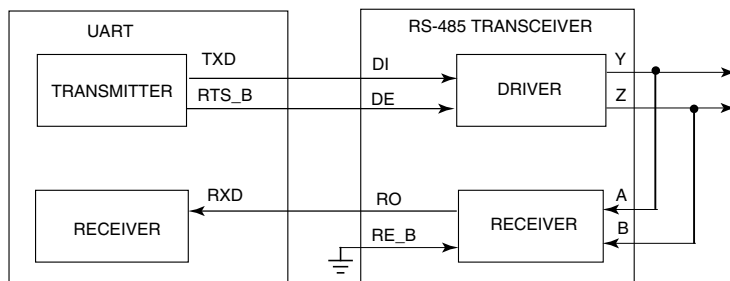 UART
RS-485 TRANSCEIVER
TXD
DI
Y
TRANSMITTER
DRIVER
RTS_B
DE
Z
RXD
RO
A
RECEIVER
RECEIVER
RE_B
B